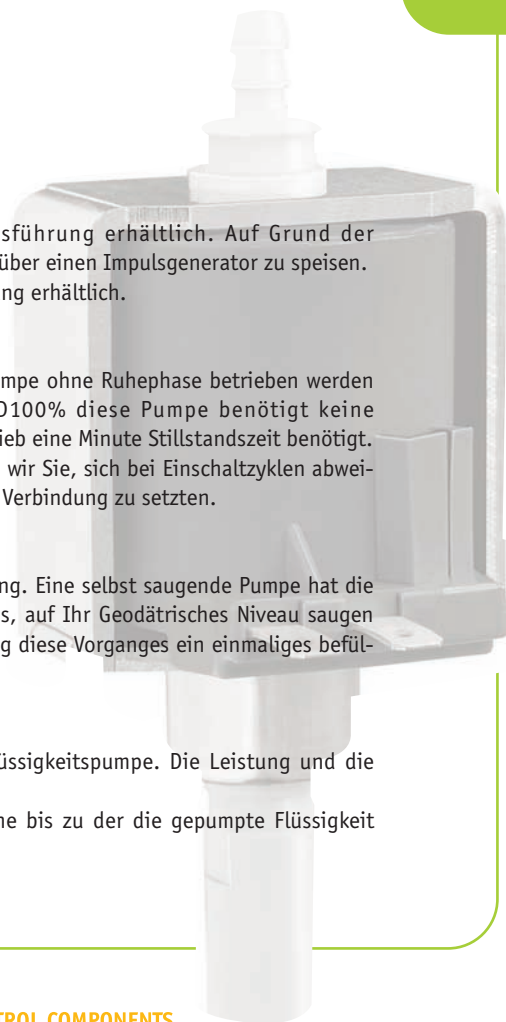 sführung erhältlich. Auf Grund der
über einen Impulsgenerator zu speisen.
ng erhältlich.
mpe ohne Ruhephase betrieben werden
D100% diese Pumpe benötigt keine
ieb eine Minute Stillstandszeit benötigt.
wir Sie, sich bei Einschaltzyklen abwei-
Verbindung zu setzten.
ng. Eine selbst saugende Pumpe hat die
s, auf Ihr Geodätrisches Niveau saugen
g diese Vorganges ein einmaliges befül-
üssigkeitspumpe. Die Leistung und die
he bis zu der die gepumpte Flüssigkeit
TROL COMPONENTS